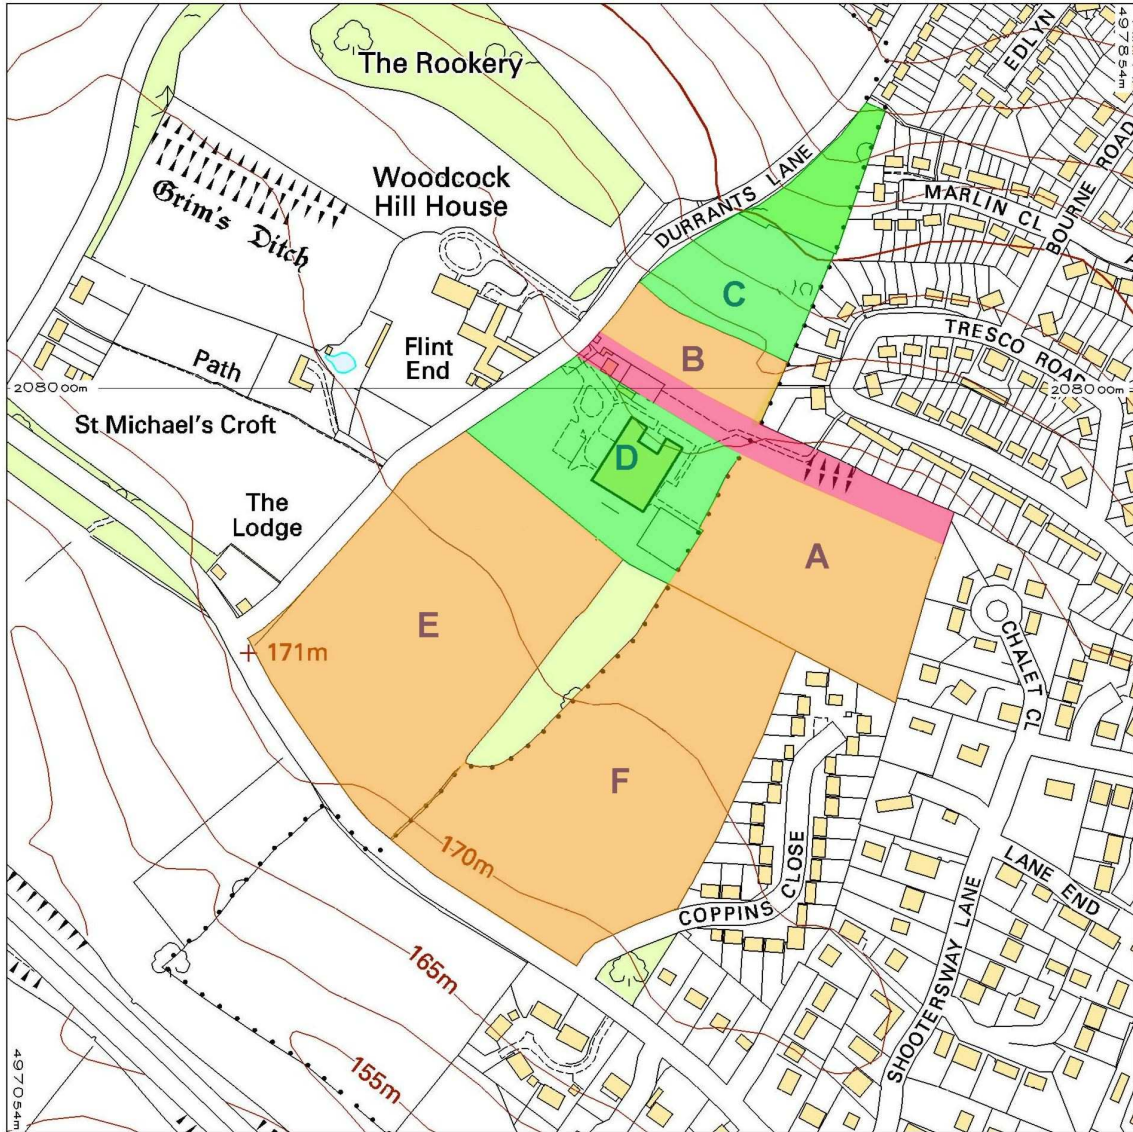 The Rookery
EDLYN
497854m
Woodcock
Hill House
DURRANTS LANE
MARLIN CL
BOURNE ROAD
Grim's Ditch
A
C
TRESCO ROAD
Path
Flint
End
B
208000m
208000m
St Michael's Croft
D
The
Lodge
A
E
171m
CHALET CL
F
170m
COPPINS CLOSE
LANE END
SHOOTERSWAY LANE
165m
155m
497054m